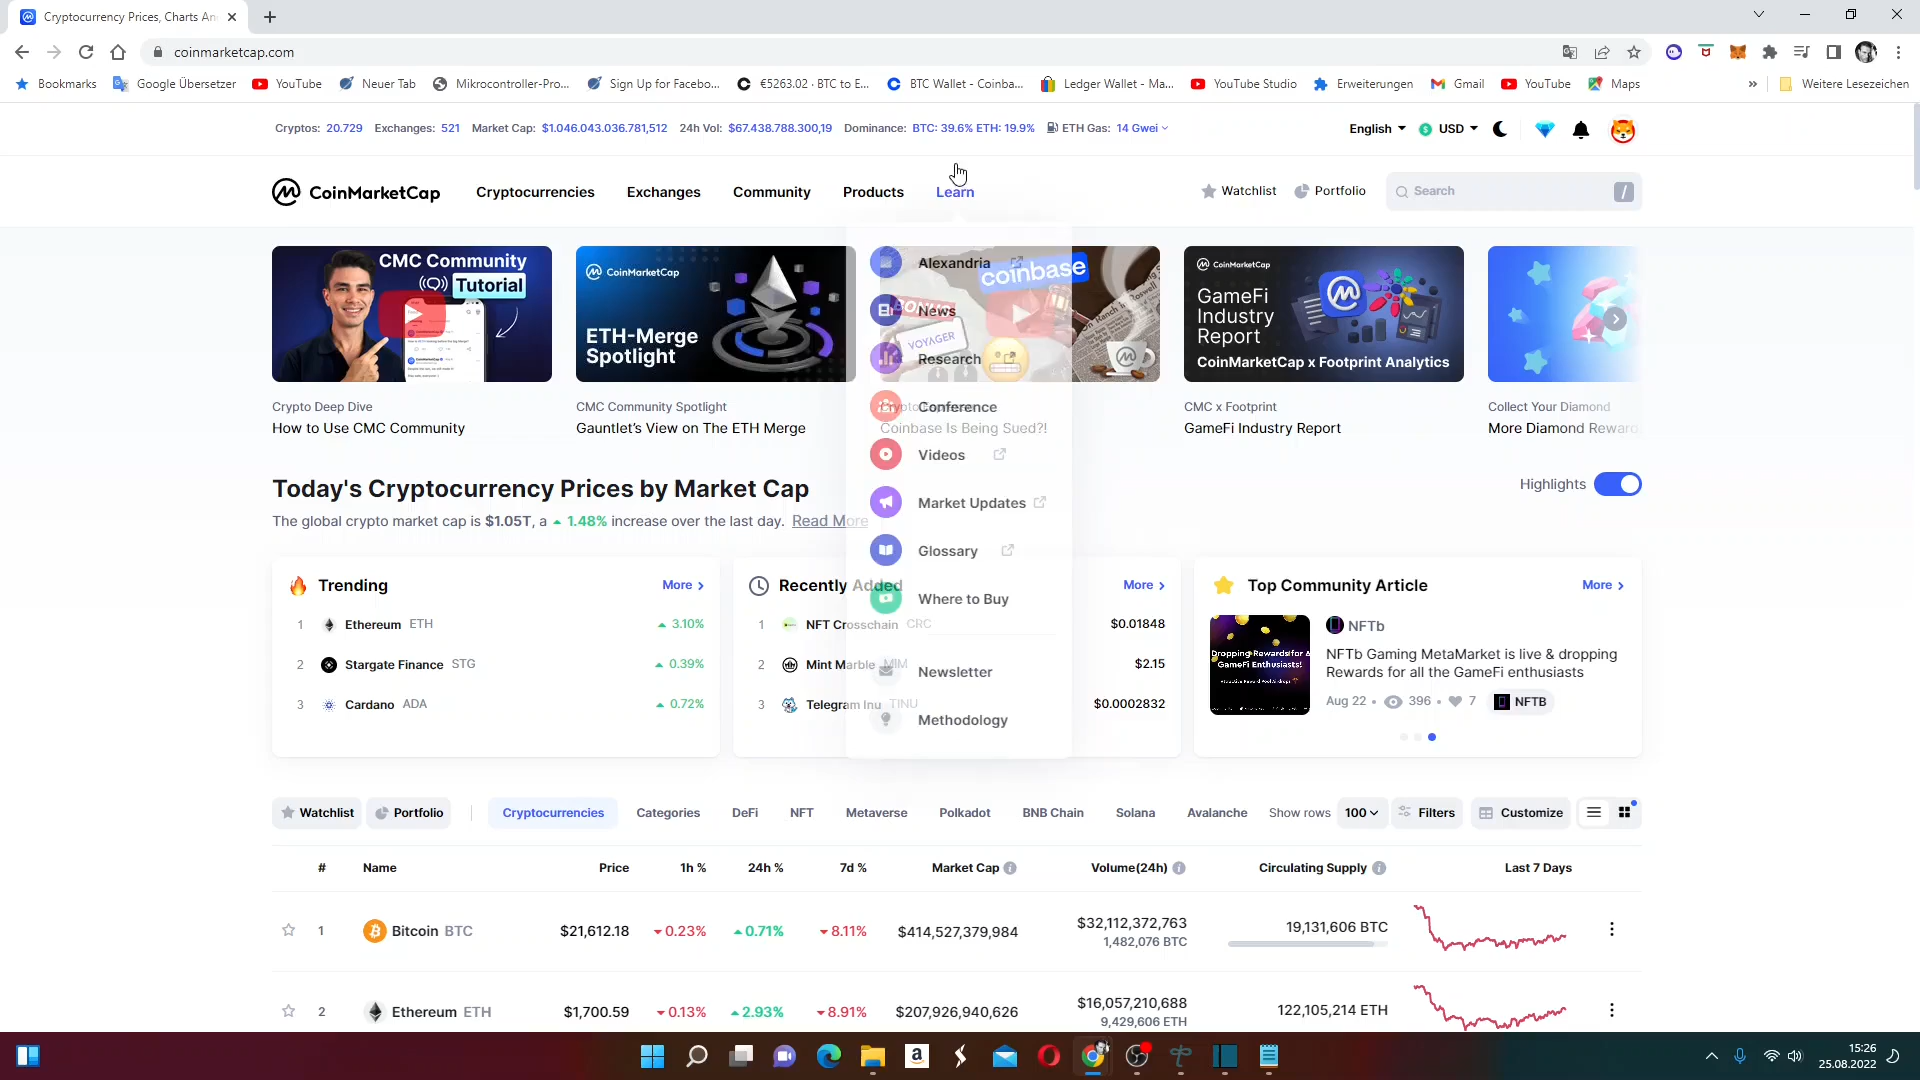 Cryptocurrency Prices, Charts An
coinmarketcap.com
Bookmarks Google Übersetzer YouTube Neuer Tab Mikrocontroller-Pro... Sign Up for Facebo... €5263.02 · BTC to E... BTC Wallet - Coinba... Ledger Wallet - Ma... YouTube Studio Erweiterungen Gmail YouTube Maps » Weitere Lesezeichen
Cryptos: 20.729 Exchanges: 521 Market Cap: $1.046.043.036.781,512 24h Vol: $67.438.788.300,19 Dominance: BTC: 39.6% ETH: 19.9% ETH Gas: 14 Gwei English USD
CoinMarketCap Cryptocurrencies Exchanges Community Products Learn Watchlist Portfolio Search /
CMC Community
Tutorial
CoinMarketCap
ETH-Merge
Spotlight
coinbase
BONUS
VOYAGER
CoinMarketCap
GameFi
Industry
Report
CoinMarketCap x Footprint Analytics
Alexandria
News
Research
Conference
Videos
Market Updates
Glossary
Where to Buy
Newsletter
Methodology
Crypto Deep Dive
How to Use CMC Community
CMC Community Spotlight
Gauntlet's View on The ETH Merge
Coinbase Is Being Sued?!
CMC x Footprint
GameFi Industry Report
Collect Your Diamond
More Diamond Reward
Today's Cryptocurrency Prices by Market Cap
Highlights
The global crypto market cap is $1.05T, a 1.48% increase over the last day. Read More
Trending More
1 Ethereum ETH 3.10%
2 Stargate Finance STG 0.39%
3 Cardano ADA 0.72%
Recently Added More
1 NFT Crosschain CRC $0.01848
2 Mint Marble MIM $2.15
3 Telegram Inu TINU $0.0002832
Top Community Article More
Dropping Rewards for a
GameFi Enthusiasts!
NFTb
NFTb Gaming MetaMarket is live & dropping
Rewards for all the GameFi enthusiasts
Aug 22 • 396 • 7 NFTB
Watchlist Portfolio Cryptocurrencies Categories DeFi NFT Metaverse Polkadot BNB Chain Solana Avalanche Show rows 100 Filters Customize
# Name Price 1h % 24h % 7d % Market Cap Volume(24h) Circulating Supply Last 7 Days
1 Bitcoin BTC $21,612.18 0.23% 0.71% 8.11% $414,527,379,984 $32,112,372,763 19,131,606 BTC
1,482,076 BTC
2 Ethereum ETH $1,700.59 0.13% 2.93% 8.91% $207,926,940,626 $16,057,210,688 122,105,214 ETH
9,429,606 ETH
15:26
25.08.2022